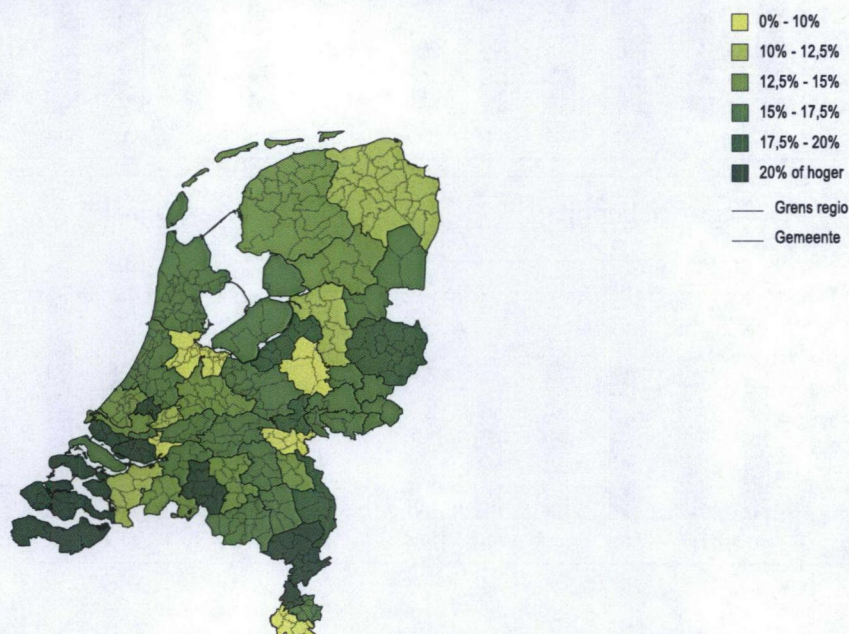 0% - 10%
10% - 12,5%
12,5% - 15%
15% - 17,5%
17,5% - 20%
20% of hoger
Grens regio
Gemeente